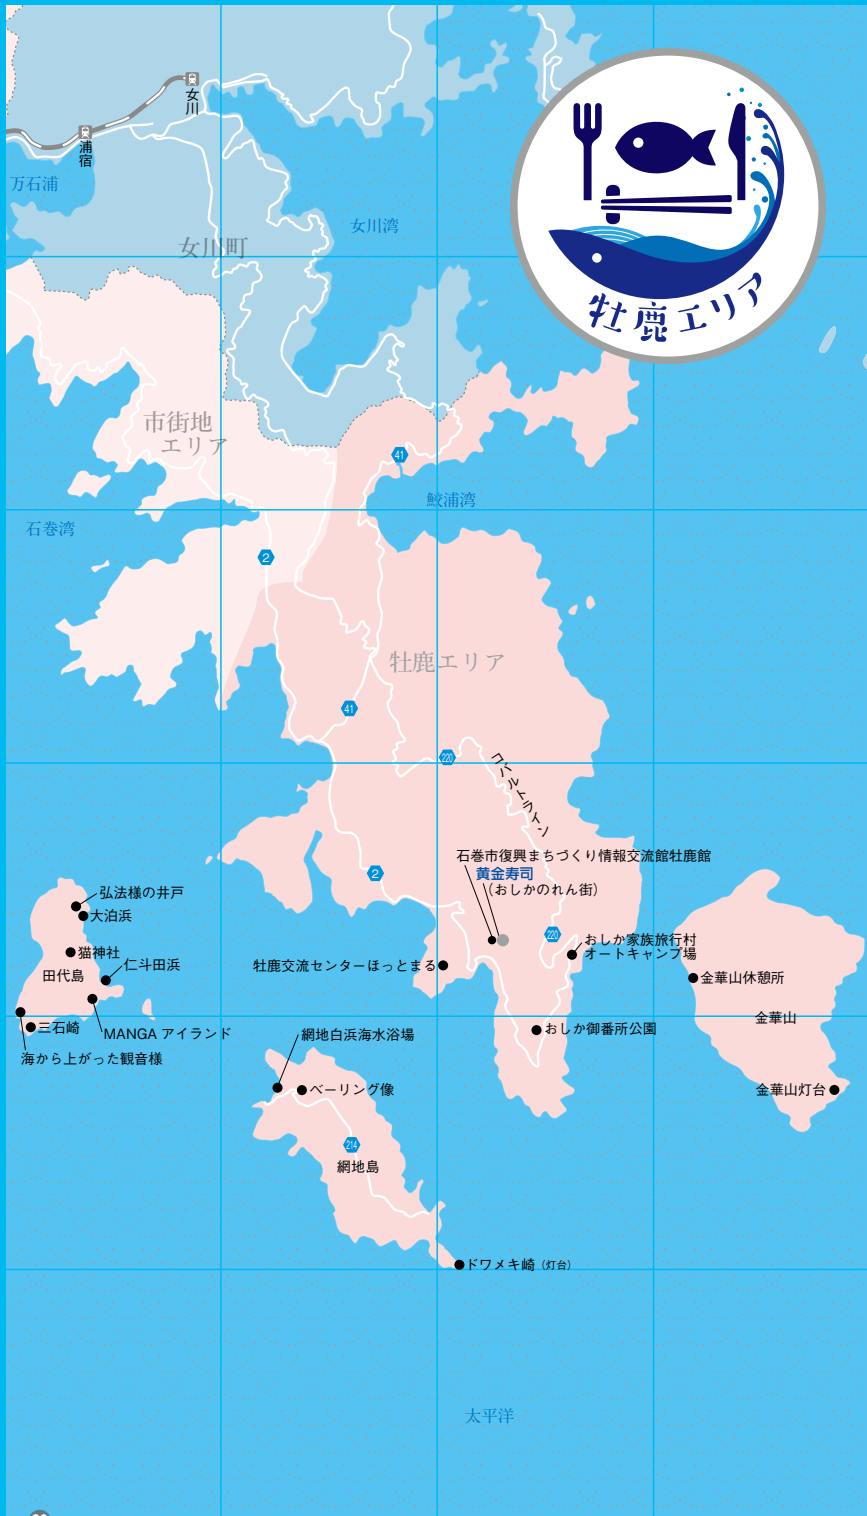 女川
浦宿
万石浦
女川湾
女川町
牡鹿エリア
市街地
エリア
41
鮫浦湾
石巻湾
2
牡鹿エリア
41
220
コバルトライン
石巻市復興まちづくり情報交流館牡鹿館
黄金寿司
（おしかのれん街）
2
弘法様の井戸
大泊浜
220
おしか家族旅行村
オートキャンプ場
猫神社
仁斗田浜
田代島
牡鹿交流センターほっとまる
金華山休憩所
金華山
三石崎
MANGA アイランド
網地白浜海水浴場
おしか御番所公園
海から上がった観音様
ベーリング像
金華山灯台
214
網地島
ドワメキ崎（灯台）
太平洋